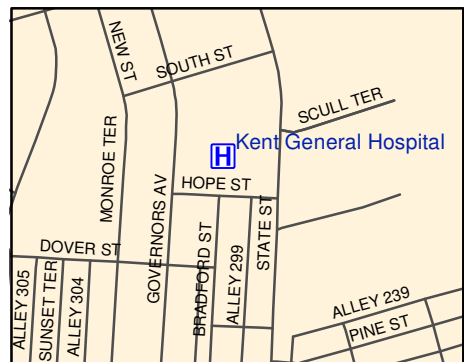 NEW ST
SOUTH ST
SCULL TER
H
Kent General Hospital
MONROE TER
HOPE ST
GOVERNORS AV
BRADFORD ST
ALLEY 299
STATE ST
DOVER ST
ALLEY 305
SUNSET TER
ALLEY 304
ALLEY 239
PINE ST